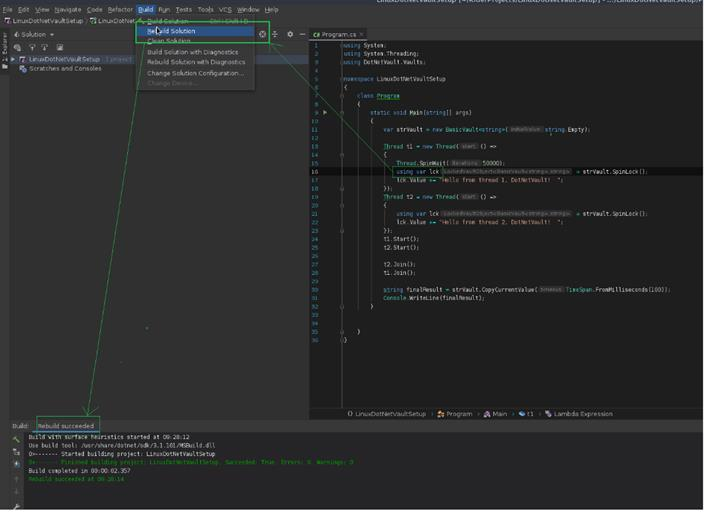 LinuxDotNetVaultSetup
File Edit View Navigate Code Refactor Build Run Tests Tools VCS Window Help
LinuxDotNetVaultSetup LinuxDotNet
Build Solution Ctrl+Shift+B
Rebuild Solution
Clean Solution
Build Solution with Diagnostics
Rebuild Solution with Diagnostics
Change Solution Configuration...
Change Device...
Explorer
Solution
LinuxDotNetVaultSetup 1 project
Scratches and Consoles
Program.cs
1 using System;
2 using System.Threading;
3 using DotNetVault.Vaults;
4
5 namespace LinuxDotNetVaultSetup
6 {
7 class Program
8 {
9 static void Main(string[] args)
10 {
11 var strVault = new BasicVault<string>( string.Empty);
12
13 Thread t1 = new Thread( start: () =>
14 {
15 Thread.SpinWait( 50000);
16 using var lck = strVault.SpinLock();
17 lck.Value += "Hello from thread 1, DotNetVault! ";
18 });
19 Thread t2 = new Thread( start: () =>
20 {
21 using var lck = strVault.SpinLock();
22 lck.Value += "Hello from thread 2, DotNetVault! ";
23 });
24 t1.Start();
25 t2.Start();
26
27 t2.Join();
28 t1.Join();
29
30 string finalResult = strVault.CopyCurrentValue( TimeSpan.FromMilliseconds(100));
31 Console.WriteLine(finalResult);
32 }
33
34
35 }
36 }
LinuxDotNetVaultSetup Program Main t1 Lambda Expression
Build: Rebuild succeeded
Build with surface heuristics started at 09:28:12
Use build tool: /usr/share/dotnet/sdk/3.1.101/MSBuild.dll
0>------- Started building project: LinuxDotNetVaultSetup
0>------- Finished building project: LinuxDotNetVaultSetup. Succeeded: True. Errors: 0. Warnings: 0
Build completed in 00:00:02.357
Rebuild succeeded at 09:28:14